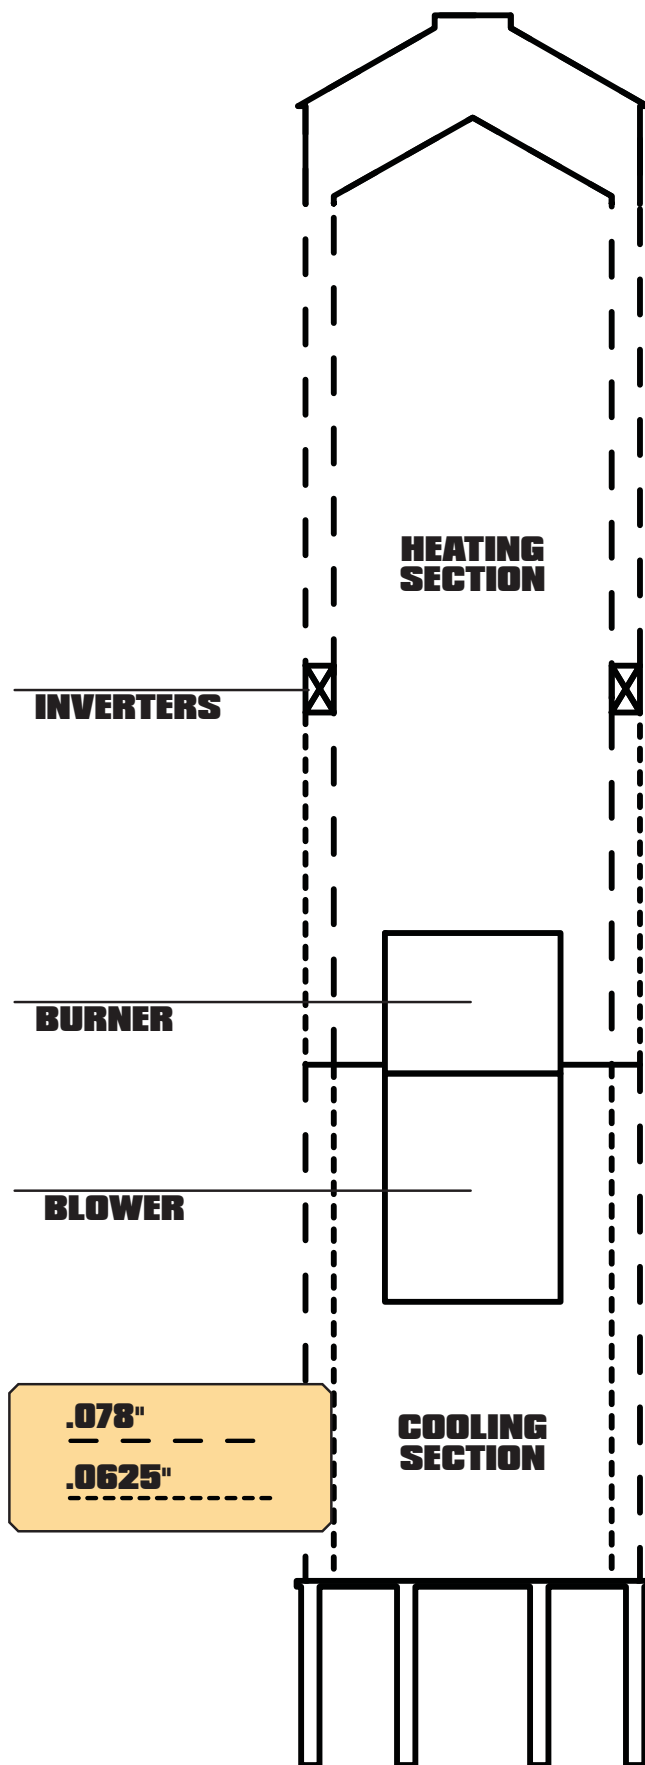 HEATING
SECTION
INVERTERS
BURNER
BLOWER
.078"
.0625"
COOLING
SECTION